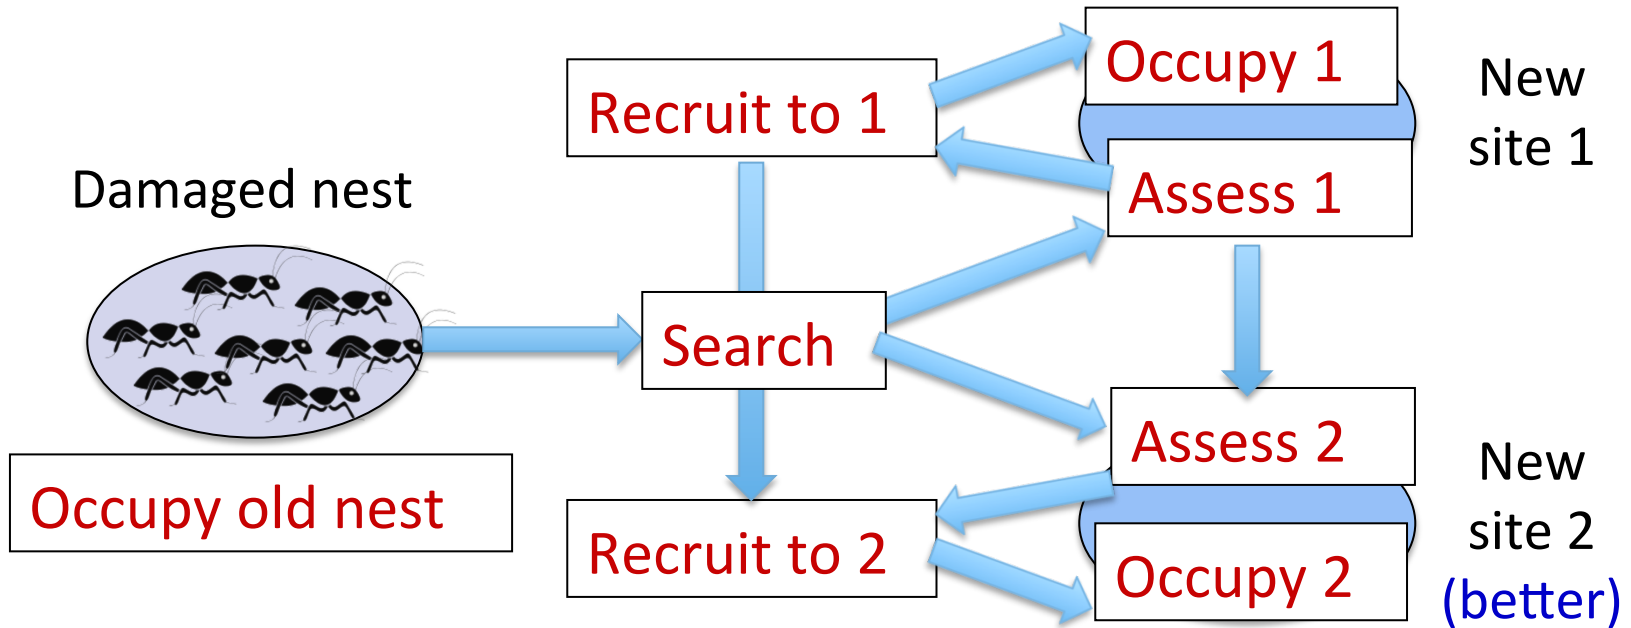 Damaged nest
Occupy old nest
Recruit to 1
Search
Recruit to 2
Occupy 1
Assess 1
Assess 2
Occupy 2
New
site 1
New
site 2
(better)